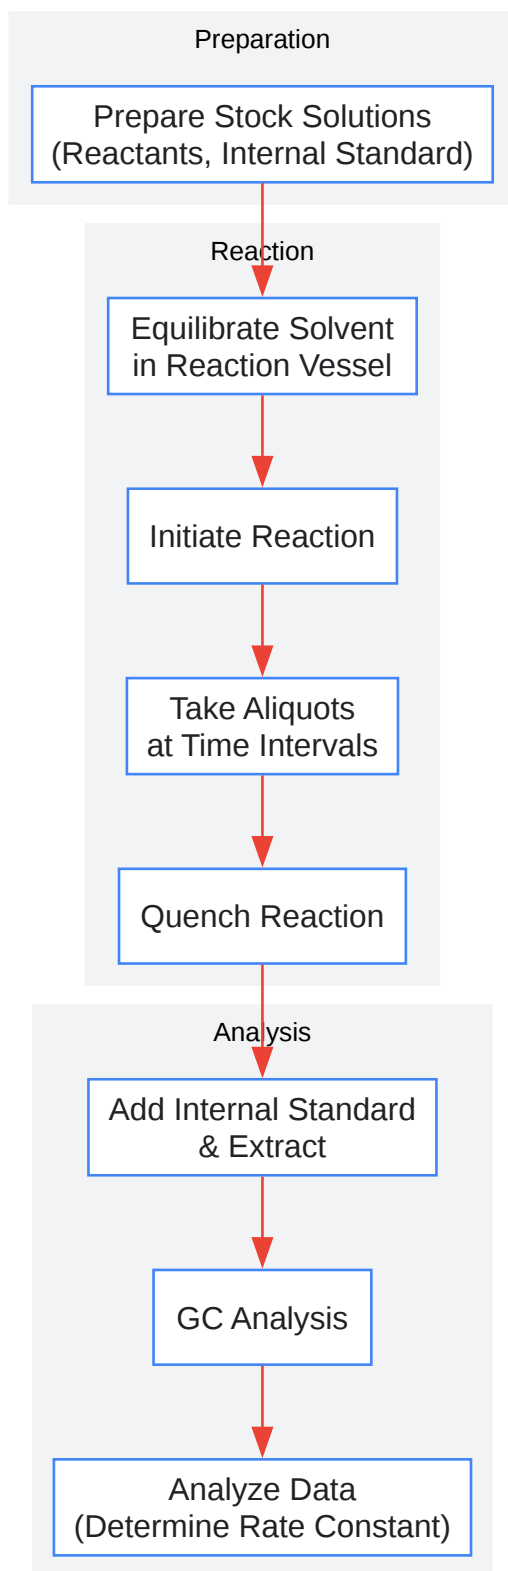 Preparation
Prepare Stock Solutions
(Reactants, Internal Standard)
Reaction
Equilibrate Solvent
in Reaction Vessel
Initiate Reaction
Take Aliquots
at Time Intervals
Quench Reaction
Analysis
Add Internal Standard
& Extract
GC Analysis
Analyze Data
(Determine Rate Constant)